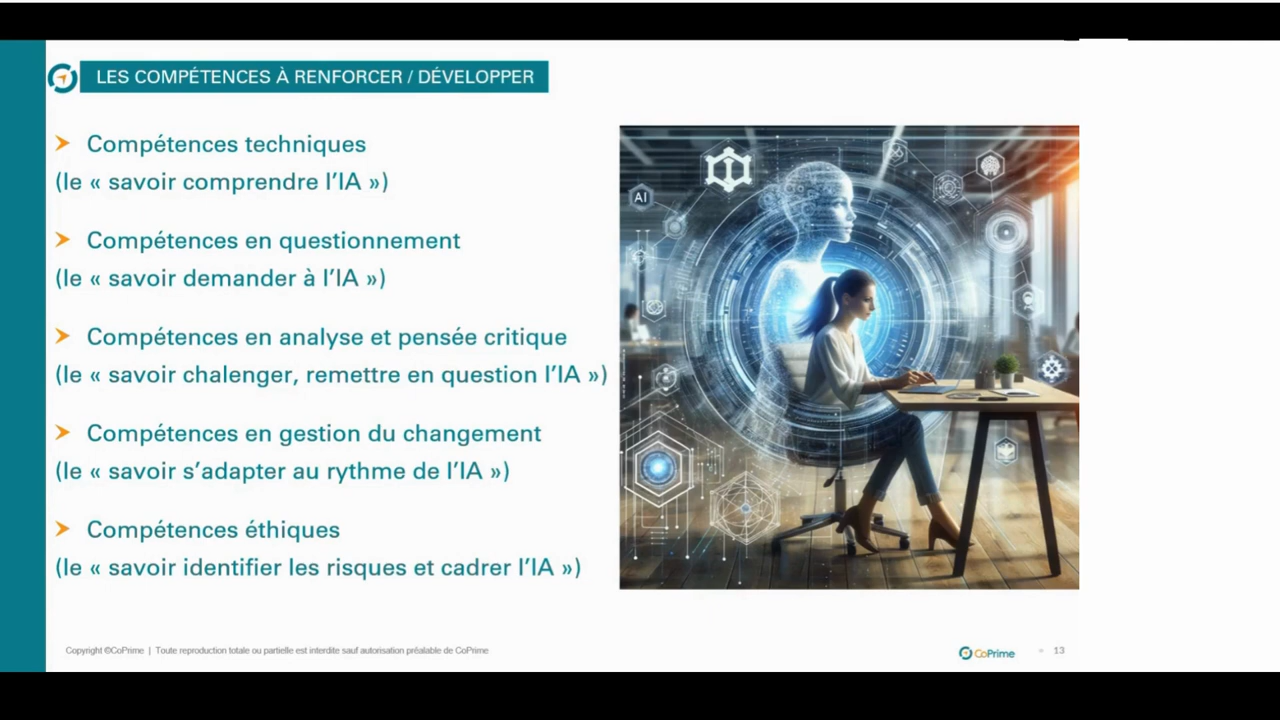 LES COMPÉTENCES À RENFORCER / DÉVELOPPER
➤ Compétences techniques
(le « savoir comprendre l’IA »)
➤ Compétences en questionnement
(le « savoir demander à l’IA »)
➤ Compétences en analyse et pensée critique
(le « savoir chalenger, remettre en question l’IA »)
➤ Compétences en gestion du changement
(le « savoir s’adapter au rythme de l’IA »)
➤ Compétences éthiques
(le « savoir identifier les risques et cadrer l’IA »)
AI
Copyright ©CoPrime | Toute reproduction totale ou partielle est interdite sauf autorisation préalable de CoPrime
CoPrime
13